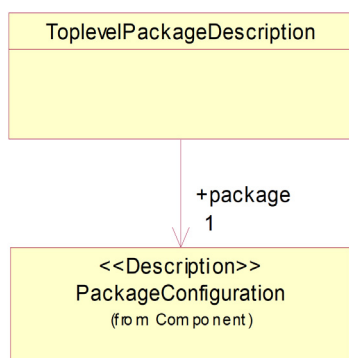 ToplevelPackageDescription
+package
1
<<Description>>
PackageConfiguration
(from Component)